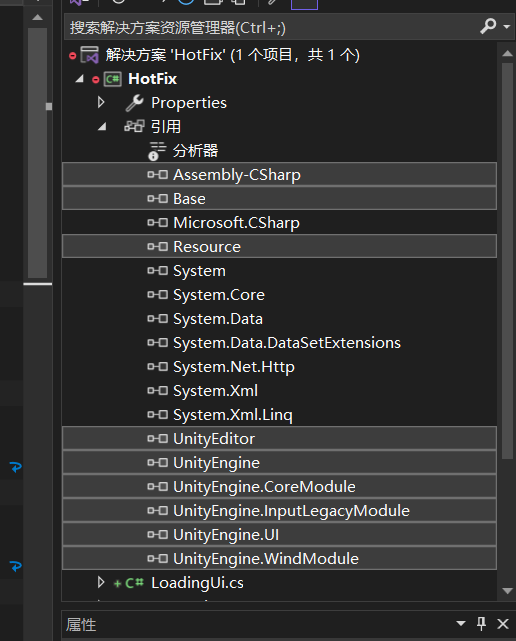 搜索解决方案资源管理器(Ctrl+;)
解决方案 'HotFix' (1 个项目，共 1 个)
C# HotFix
Properties
引用
分析器
Assembly-CSharp
Base
Microsoft.CSharp
Resource
System
System.Core
System.Data
System.Data.DataSetExtensions
System.Net.Http
System.Xml
System.Xml.Linq
UnityEditor
UnityEngine
UnityEngine.CoreModule
UnityEngine.InputLegacyModule
UnityEngine.UI
UnityEngine.WindModule
+ C# LoadingUi.cs
属性